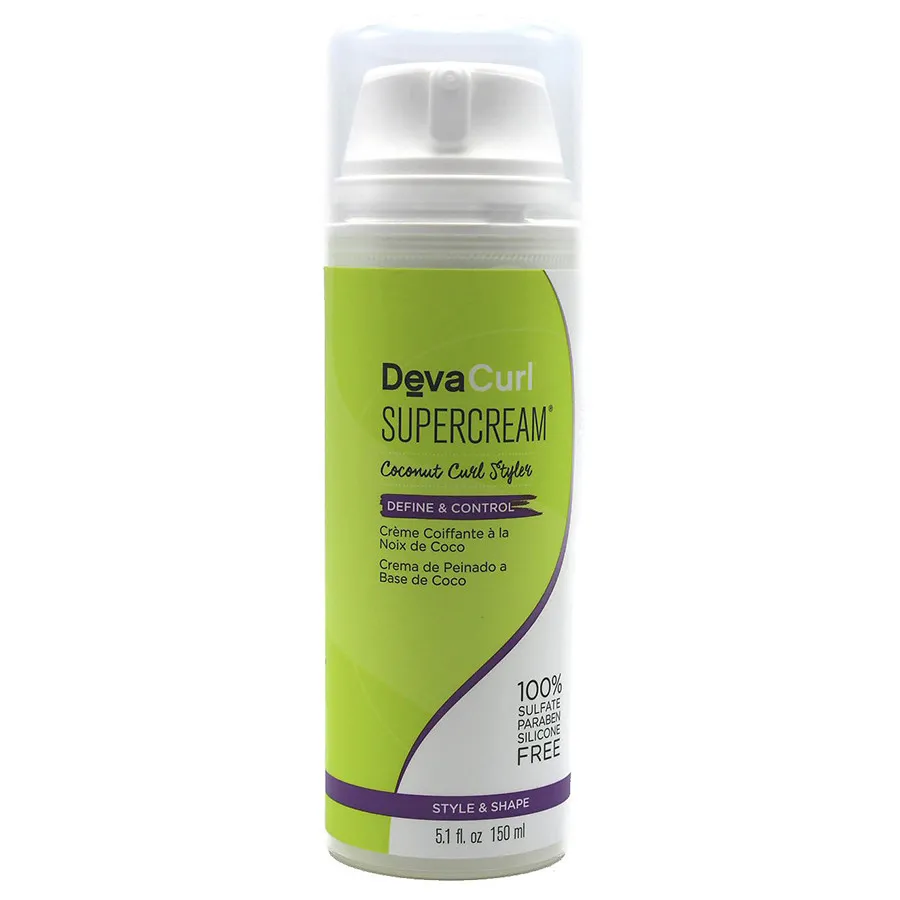 DevaCurl
SUPERCREAM®
Coconut Curl Styler
DEFINE & CONTROL
Crème Coiffante à la
Noix de Coco
Crema de Peinado a
Base de Coco
100%
SULFATE
PARABEN
SILICONE
FREE
STYLE & SHAPE
5.1 fl. oz 150 ml